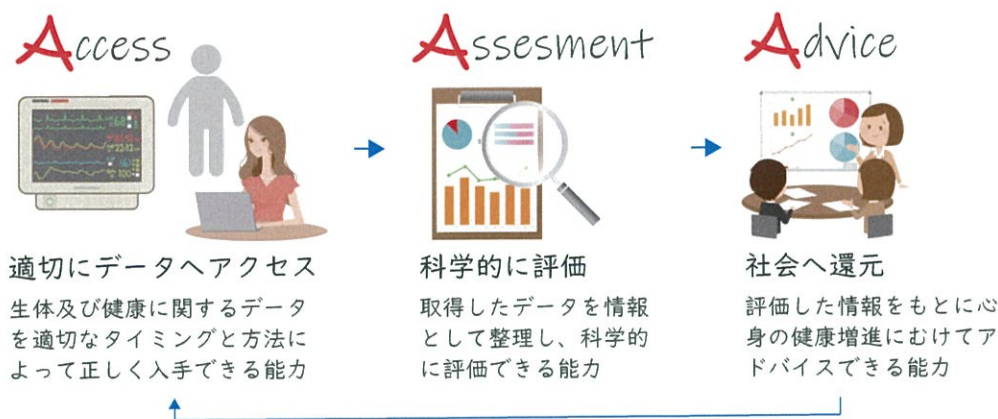 Access
適切にデータへアクセス
生体及び健康に関するデータ
を適切なタイミングと方法に
よって正しく入手できる能力
Assesment
科学的に評価
取得したデータを情報
として整理し、科学的
に評価できる能力
Advice
社会へ還元
評価した情報をもとに心
身の健康増進にむけてア
ドバイスできる能力